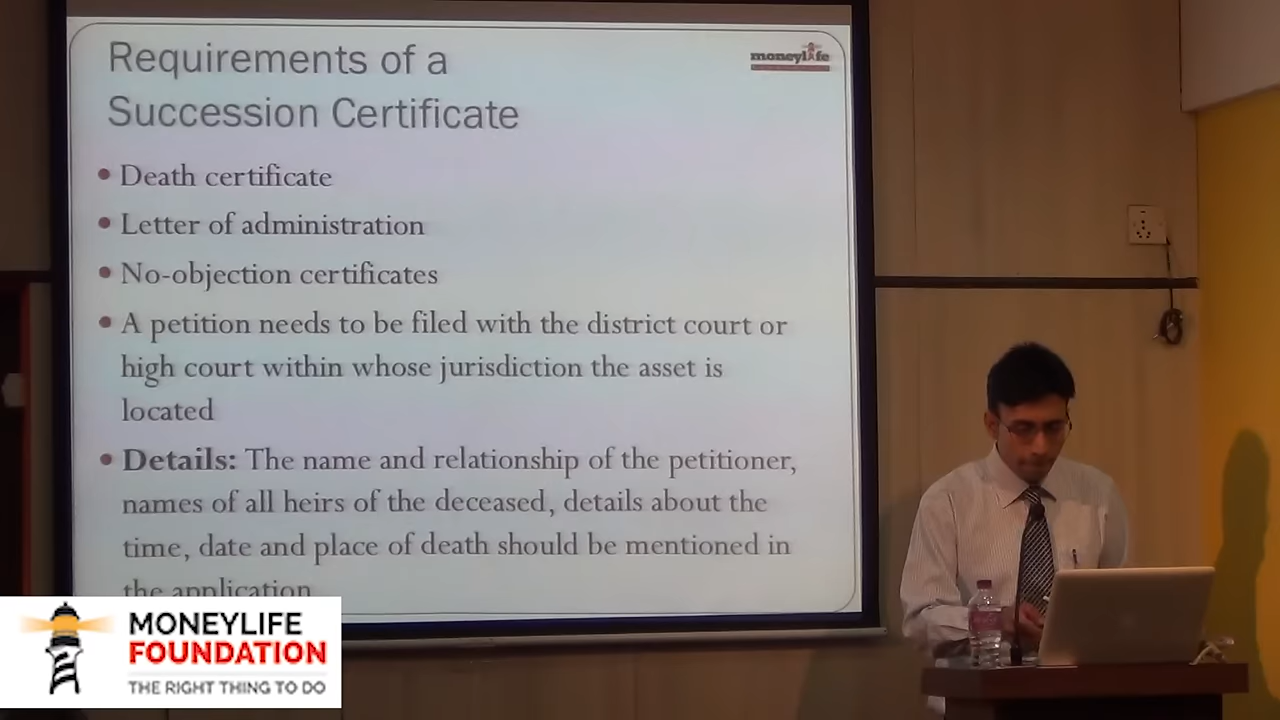 Requirements of a
Succession Certificate
moneylife
• Death certificate
• Letter of administration
• No-objection certificates
• A petition needs to be filed with the district court or
high court within whose jurisdiction the asset is
located
• Details: The name and relationship of the petitioner,
names of all heirs of the deceased, details about the
time, date and place of death should be mentioned in
the application
MONEYLIFE
FOUNDATION
THE RIGHT THING TO DO